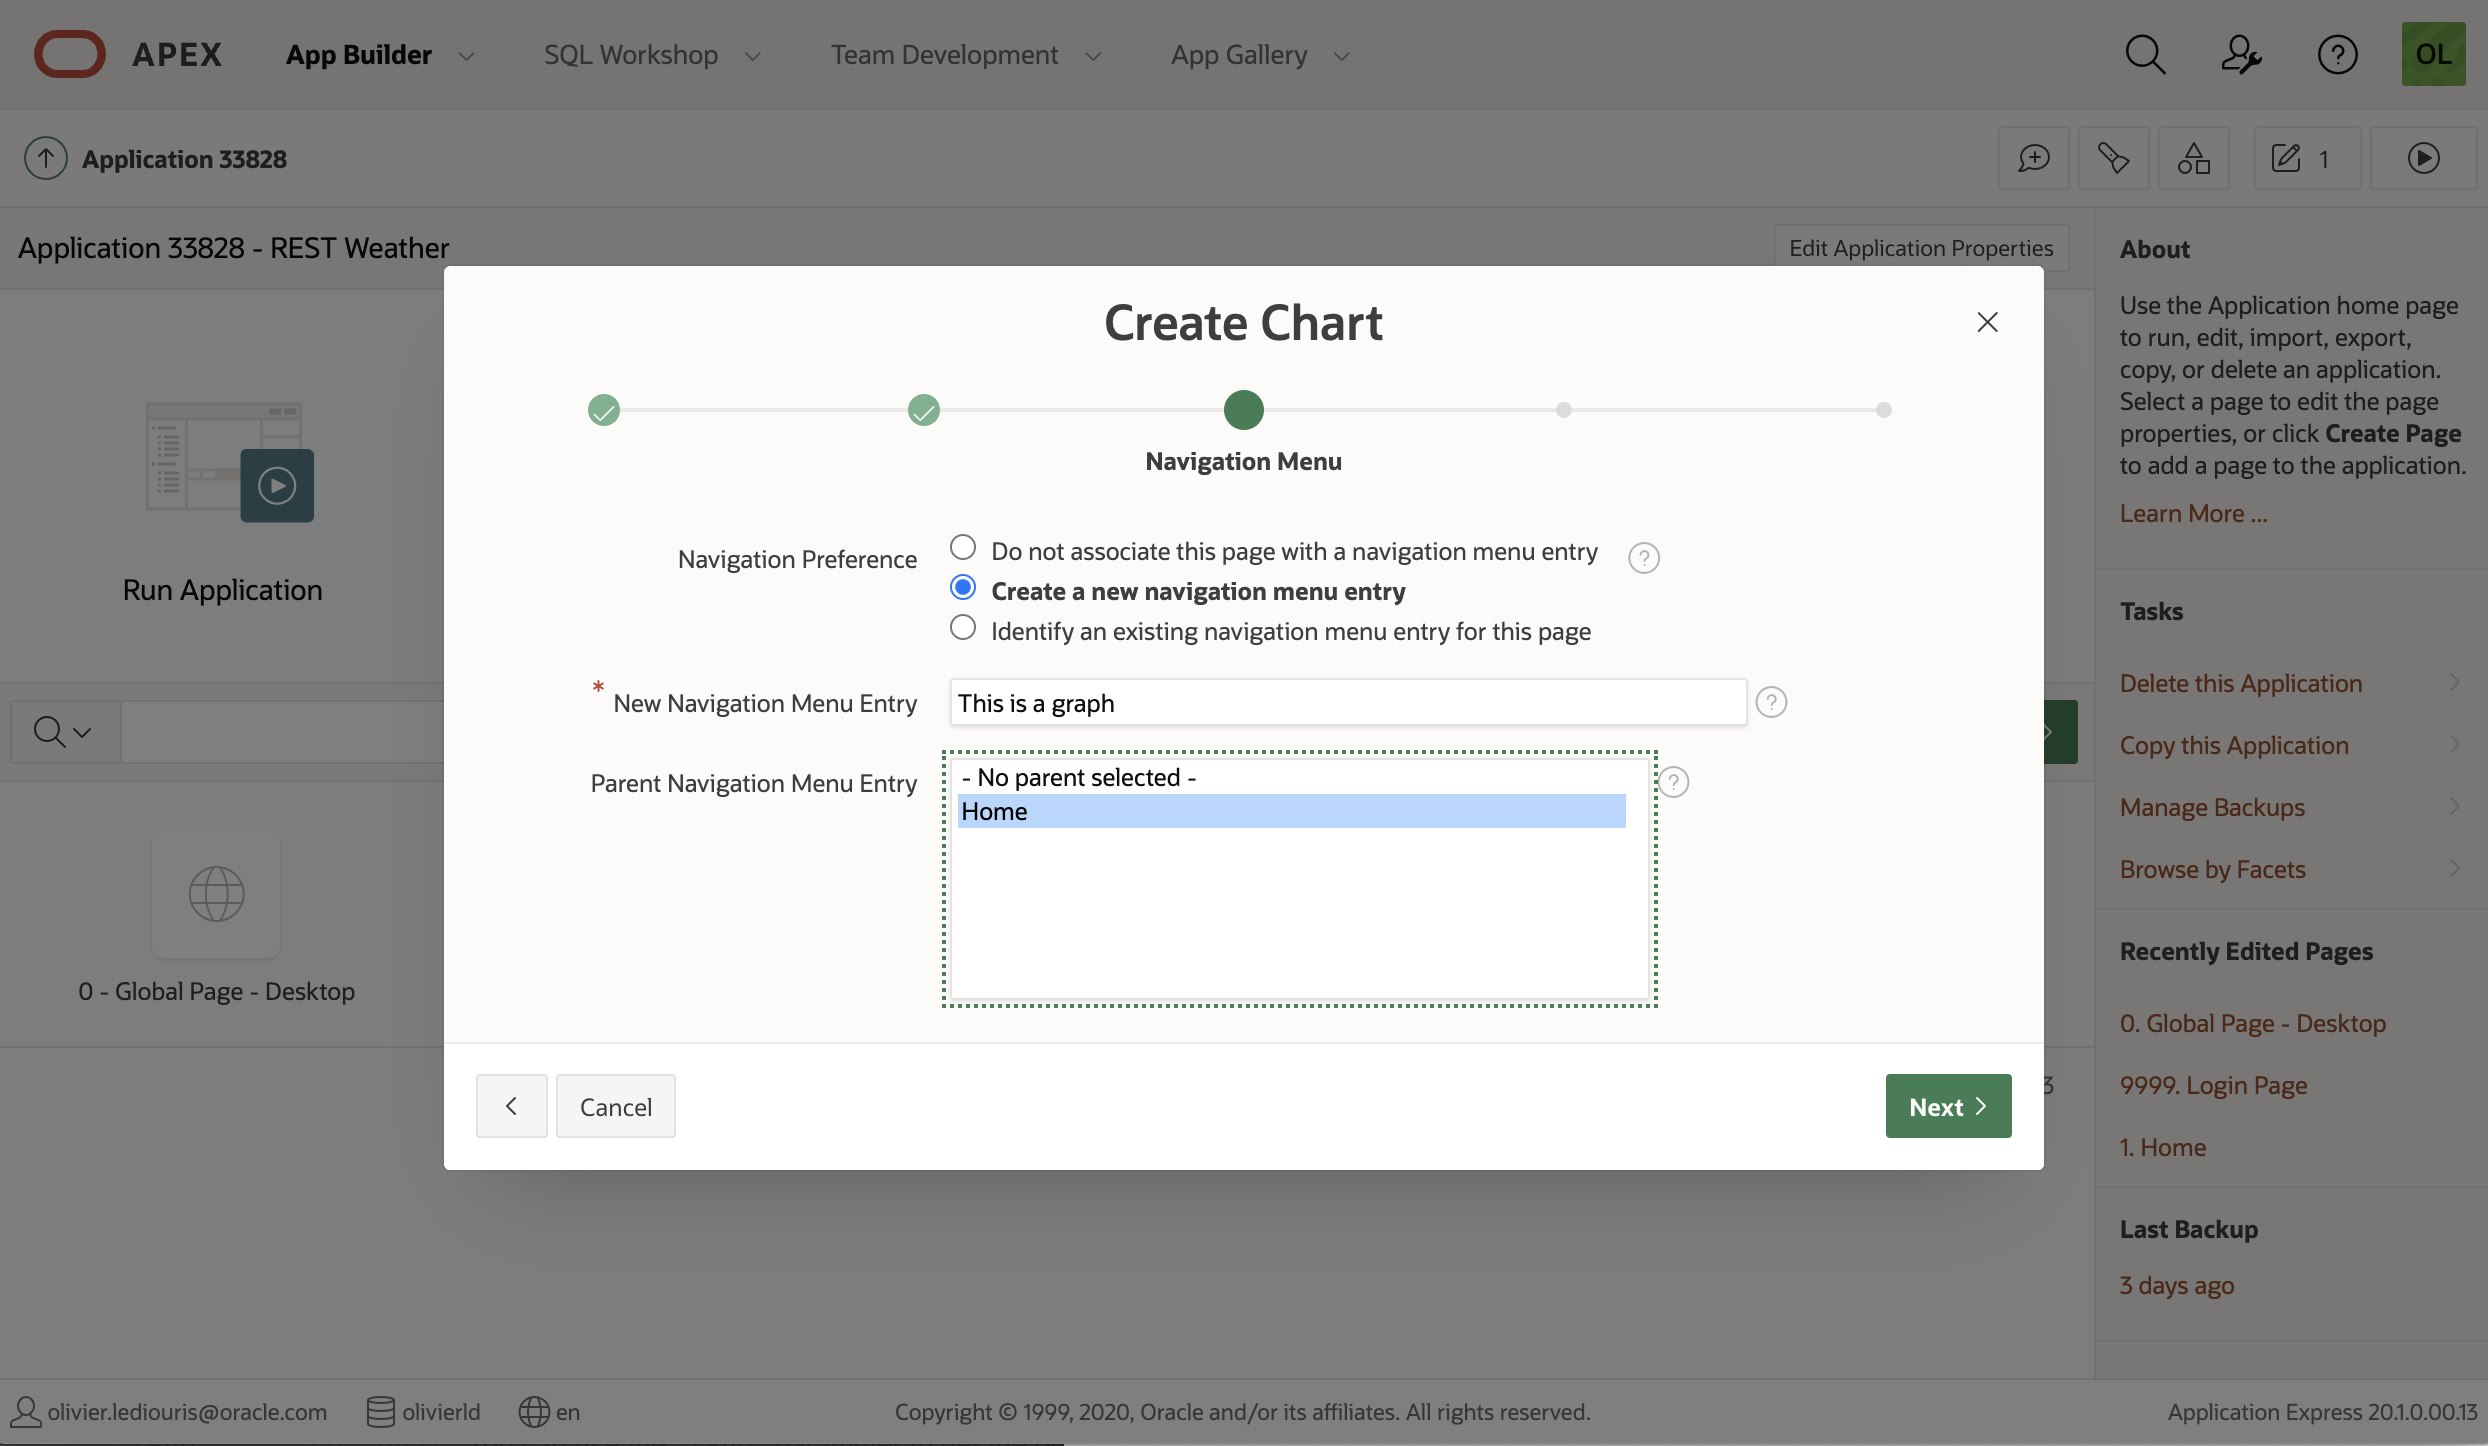 APEX
App Builder
SQL Workshop
Team Development
App Gallery
OL
Application 33828
1
Application 33828 - REST Weather
Edit Application Properties
Run Application
0 - Global Page - Desktop
Create Chart
Navigation Menu
Navigation Preference
Do not associate this page with a navigation menu entry
?
Create a new navigation menu entry
Identify an existing navigation menu entry for this page
* New Navigation Menu Entry
This is a graph
?
Parent Navigation Menu Entry
- No parent selected -
?
Home
Cancel
Next
3
About
Use the Application home page
to run, edit, import, export,
copy, or delete an application.
Select a page to edit the page
properties, or click Create Page
to add a page to the application.
Learn More ...
Tasks
Delete this Application
Copy this Application
Manage Backups
Browse by Facets
Recently Edited Pages
0. Global Page - Desktop
9999. Login Page
1. Home
Last Backup
3 days ago
olivier.lediouris@oracle.com
olivierld
en
Copyright © 1999, 2020, Oracle and/or its affiliates. All rights reserved.
Application Express 20.1.0.00.13